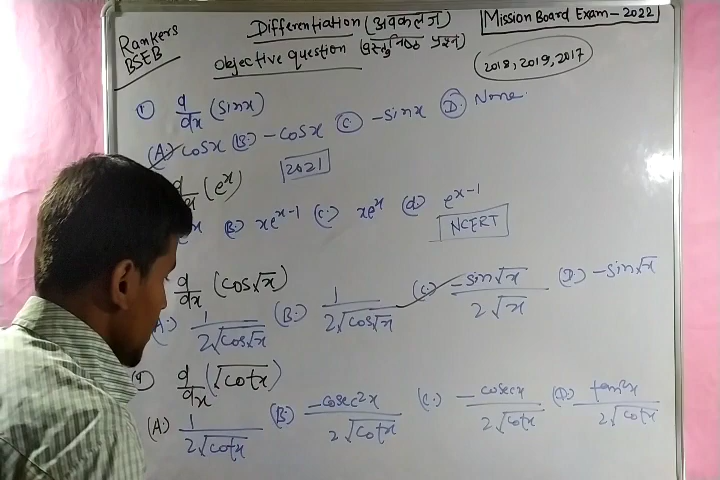 Rankers
BSEB
Differentiation (अवकलज)
Objective question (वस्तुनिष्ठ प्रश्न)
Mission Board Exam - 2022
2018, 2019, 2017
① d/dx (sinx)
(A.) cosx (B.) -cosx (C.) -sinx (D.) None.
2021
d/dx (e^x)
(B.) xe^x-1 (C.) xe^x (d) e^x-1
NCERT
d/dx (cos√x)
(A.) 1/2√cos√x (B.) 1/2√cos√x (C.) -sin√x/2√x (D.) -sin√x
d/dx (√cotx)
(A.) 1/2√cotx (B.) -cosec²x/2√cotx (C.) -cosecx/2√cotx (D.) tan²x/2√cotx